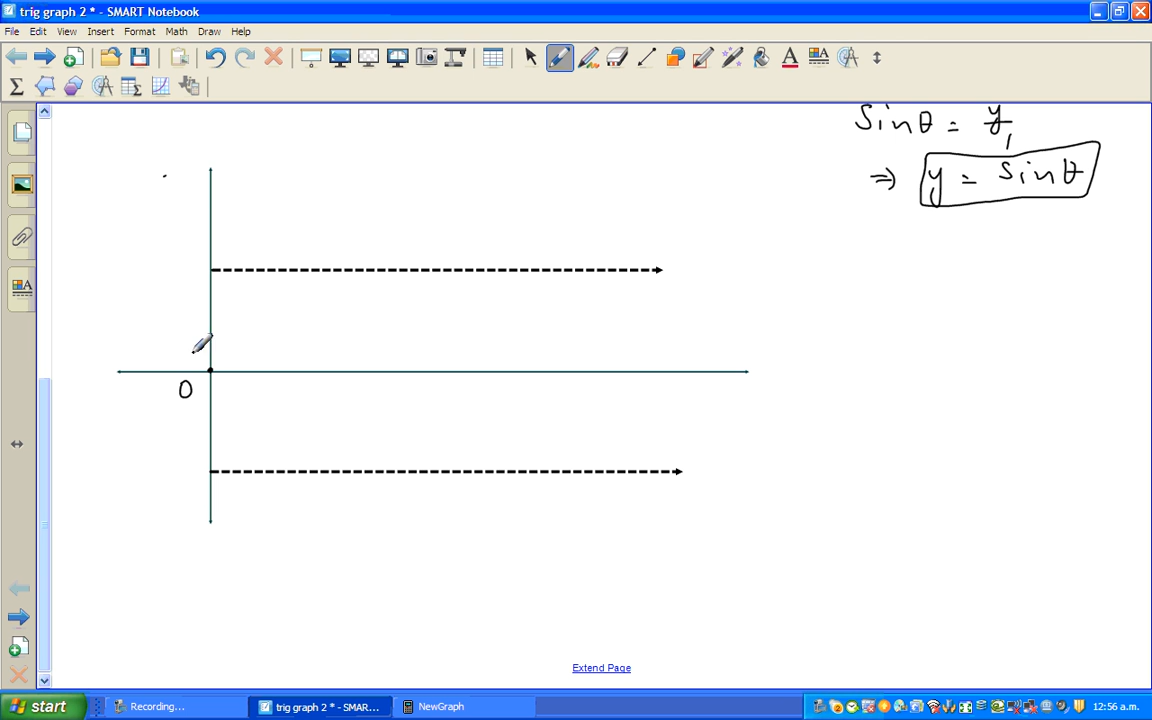 trig graph 2 * - SMART Notebook
File Edit View Insert Format Math Draw Help
sinθ = y/1
⇒ y = sinθ
0
Extend Page
start Recording... trig graph 2 * - SMAR... NewGraph 12:56 a.m.